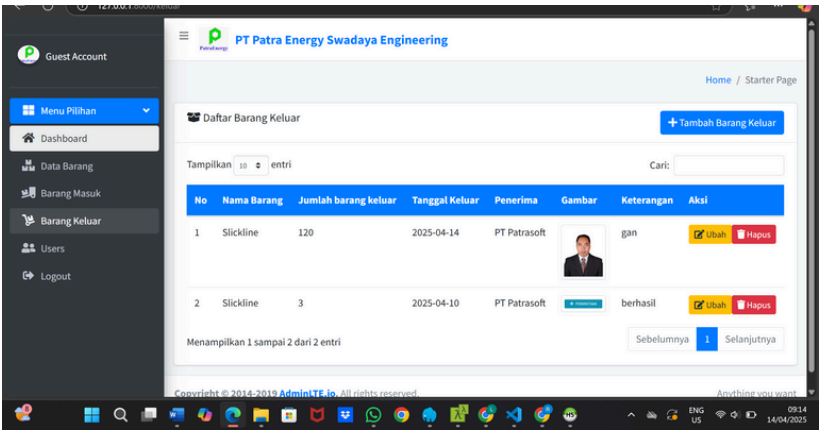 127.0.0.1:8000/keluar
Guest Account
PT Patra Energy Swadaya Engineering
Home / Starter Page
Menu Pilihan
Dashboard
Data Barang
Barang Masuk
Barang Keluar
Users
Logout
Daftar Barang Keluar
Tambah Barang Keluar
Tampilkan 10 entri
Cari:
No Nama Barang Jumlah barang keluar Tanggal Keluar Penerima Gambar Keterangan Aksi
1 Slickline 120 2025-04-14 PT Patrasoft gan Ubah Hapus
2 Slickline 3 2025-04-10 PT Patrasoft berhasil Ubah Hapus
Menampilkan 1 sampai 2 dari 2 entri
Sebelumnya 1 Selanjutnya
Copyright © 2014-2019 AdminLTE.io. All rights reserved.
Anything you want
ENG
US
09:14
14/04/2025